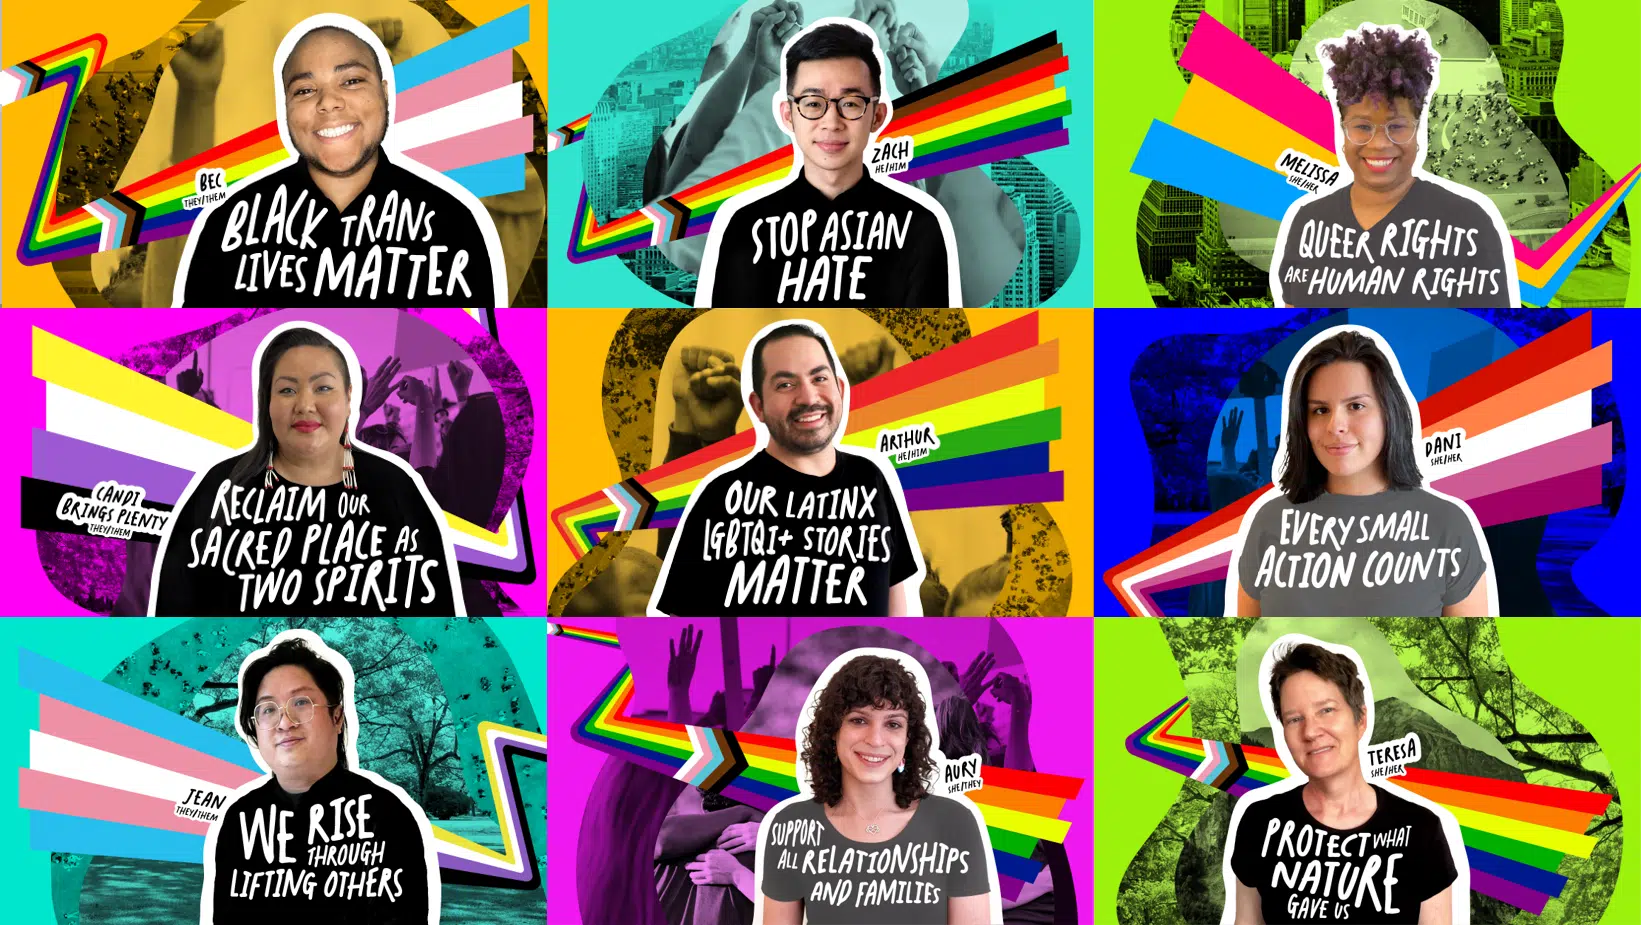 BEC
THEY/THEM
BLACK TRANS
LIVES MATTER
ZACH
HE/HIM
STOP ASIAN
HATE
MELISSA
SHE/HER
QUEER RIGHTS
ARE HUMAN RIGHTS
CANDI
BRINGS PLENTY
THEY/THEM
RECLAIM OUR
SACRED PLACE AS
TWO SPIRITS
ARTHUR
HE/HIM
OUR LATINX
LGBTQI+ STORIES
MATTER
DANI
SHE/HER
EVERY SMALL
ACTION COUNTS
JEAN
THEY/THEM
WE RISE
THROUGH
LIFTING OTHERS
AURY
SHE/THEY
SUPPORT
ALL RELATIONSHIPS
AND FAMILIES
TERESA
SHE/HER
PROTECT WHAT
NATURE
GAVE US